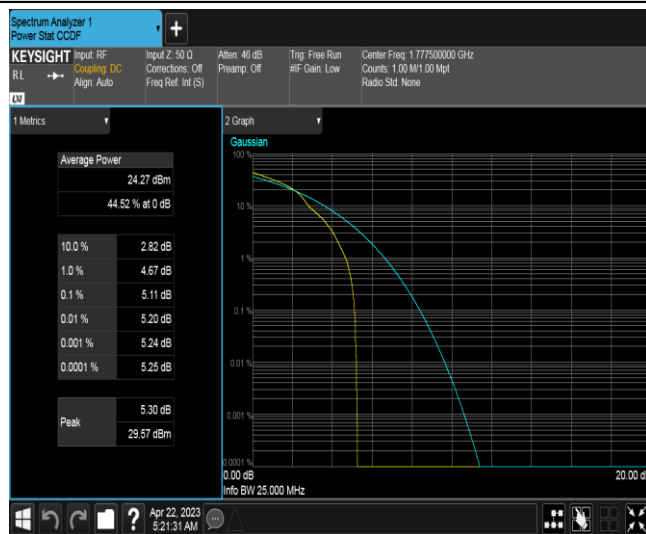 Spectrum Analyzer 1
Power Stat CCDF
+
KEYSIGHT
RL
LXI
Input: RF
Coupling: DC
Align: Auto
Input Z: 50 Ω
Corrections: Off
Freq Ref: Int (S)
Atten: 46 dB
Preamp: Off
Trig: Free Run
#IF Gain: Low
Center Freq: 1.777500000 GHz
Counts: 1.00 M/1.00 Mpt
Radio Std: None
1 Metrics
Average Power
24.27 dBm
44.52 % at 0 dB
10.0 % 2.82 dB
1.0 % 4.67 dB
0.1 % 5.11 dB
0.01 % 5.20 dB
0.001 % 5.24 dB
0.0001 % 5.25 dB
Peak
5.30 dB
29.57 dBm
2 Graph
Gaussian
100 %
10 %
1 %
0.1 %
0.01 %
0.001 %
0.0001 %
0.00 dB
20.00 d
Info BW 25.000 MHz
?
Apr 22, 2023
5:21:31 AM